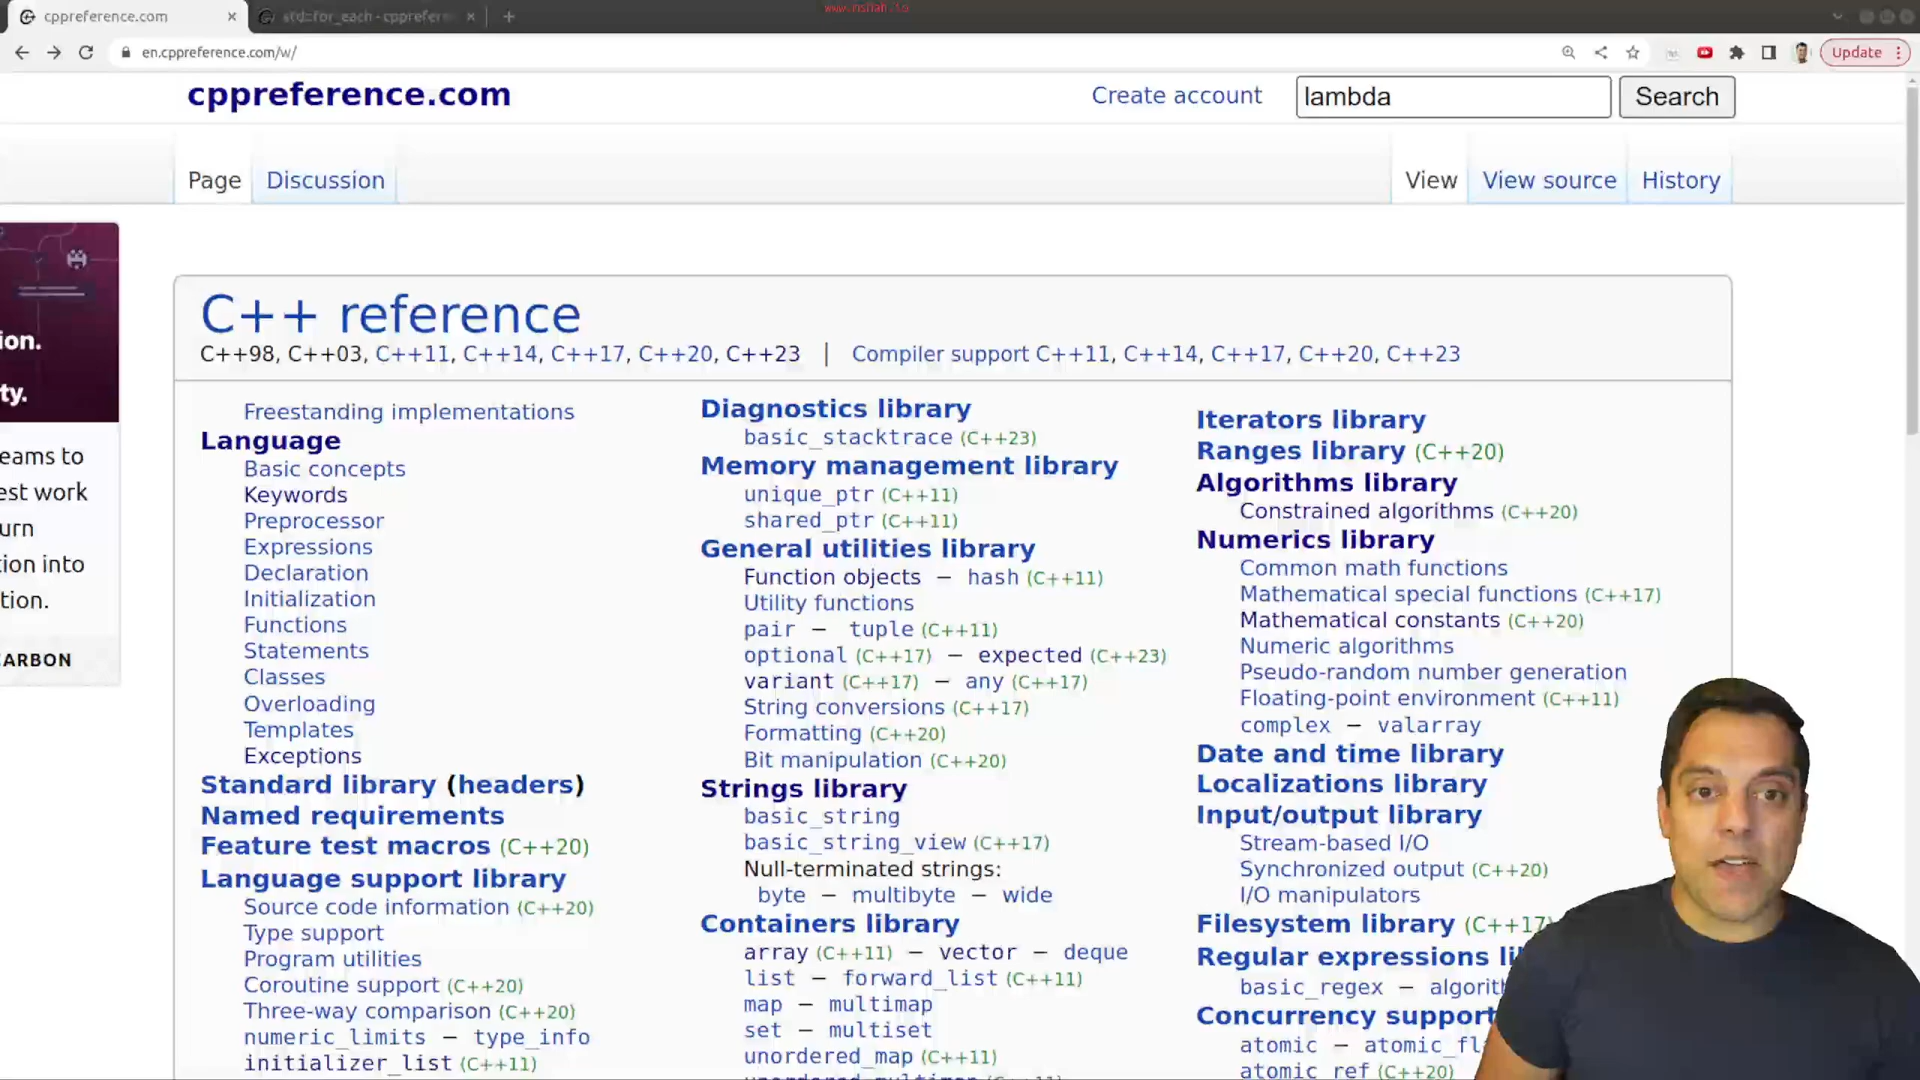 cppreference.com
std::for_each - cpprefere
en.cppreference.com/w/
Update
cppreference.com
Create account
lambda
Search
Page
Discussion
View
View source
History
ion.
ty.
eams to
est work
urn
ion into
tion.
CARBON
C++ reference
C++98, C++03, C++11, C++14, C++17, C++20, C++23 | Compiler support C++11, C++14, C++17, C++20, C++23
Freestanding implementations
Language
Basic concepts
Keywords
Preprocessor
Expressions
Declaration
Initialization
Functions
Statements
Classes
Overloading
Templates
Exceptions
Standard library (headers)
Named requirements
Feature test macros (C++20)
Language support library
Source code information (C++20)
Type support
Program utilities
Coroutine support (C++20)
Three-way comparison (C++20)
numeric_limits − type_info
initializer_list (C++11)
Diagnostics library
basic_stacktrace (C++23)
Memory management library
unique_ptr (C++11)
shared_ptr (C++11)
General utilities library
Function objects − hash (C++11)
Utility functions
pair − tuple (C++11)
optional (C++17) − expected (C++23)
variant (C++17) − any (C++17)
String conversions (C++17)
Formatting (C++20)
Bit manipulation (C++20)
Strings library
basic_string
basic_string_view (C++17)
Null-terminated strings:
byte − multibyte − wide
Containers library
array (C++11) − vector − deque
list − forward_list (C++11)
map − multimap
set − multiset
unordered_map (C++11)
Iterators library
Ranges library (C++20)
Algorithms library
Constrained algorithms (C++20)
Numerics library
Common math functions
Mathematical special functions (C++17)
Mathematical constants (C++20)
Numeric algorithms
Pseudo-random number generation
Floating-point environment (C++11)
complex − valarray
Date and time library
Localizations library
Input/output library
Stream-based I/O
Synchronized output (C++20)
I/O manipulators
Filesystem library (C++17)
Regular expressions li
basic_regex − algorit
Concurrency support
atomic − atomic_fl
atomic_ref (C++20)